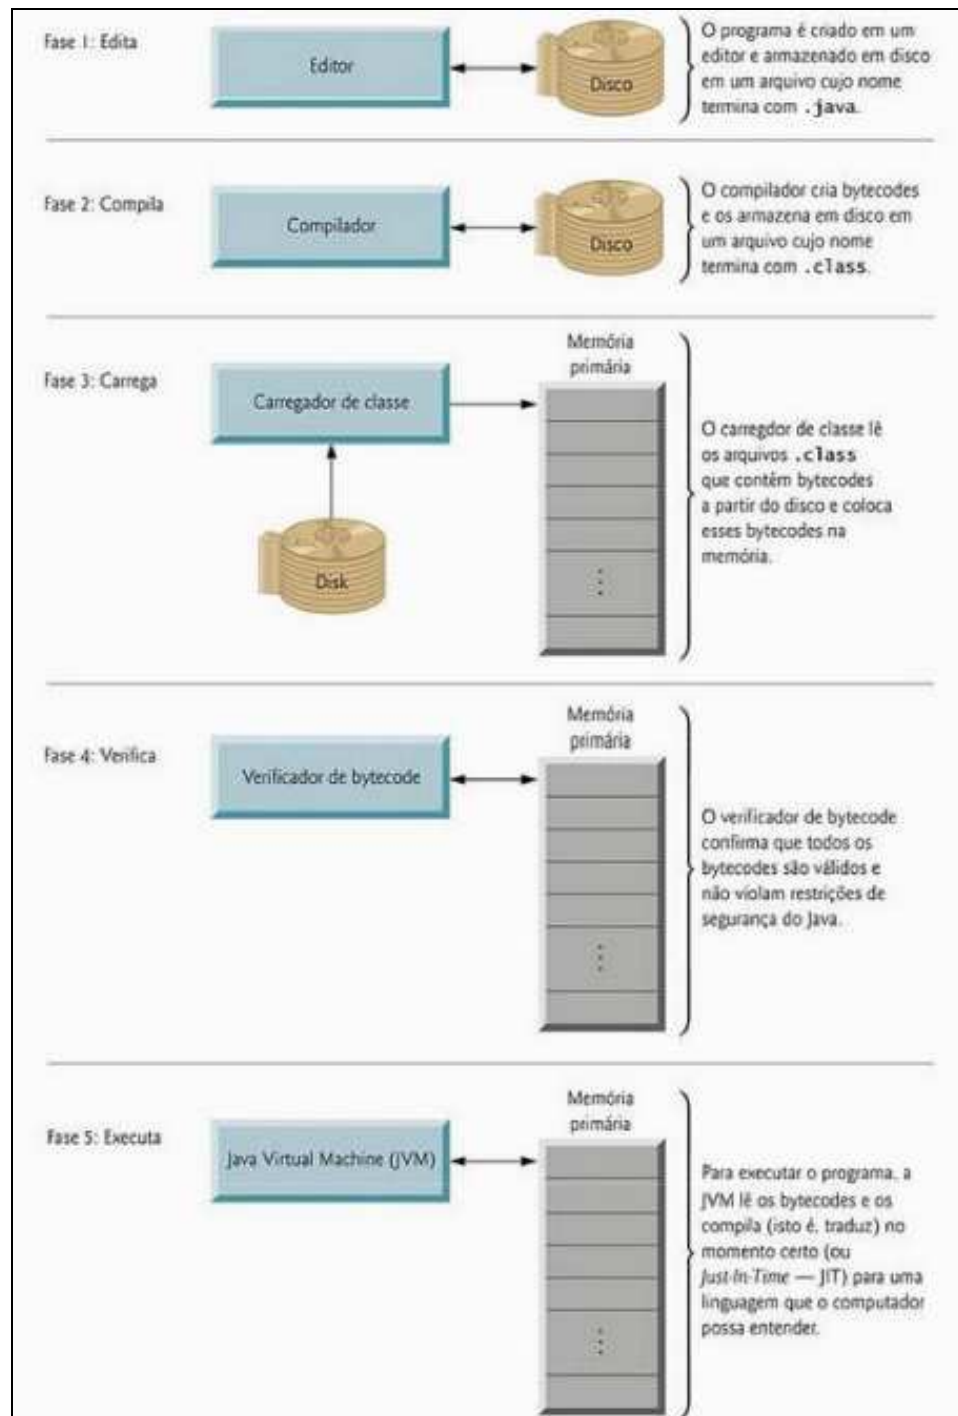 Fase 1: Edita
Editor
Disco
O programa é criado em um
editor e armazenado em disco
em um arquivo cujo nome
termina com .java.
Fase 2: Compila
Compilador
Disco
O compilador cria bytecodes
e os armazena em disco em
um arquivo cujo nome
termina com .class.
Fase 3: Carrega
Carregador de classe
Disk
Memória
primária
O carregdor de classe lê
os arquivos .class
que contêm bytecodes
a partir do disco e coloca
esses bytecodes na
memória.
Fase 4: Verifica
Verificador de bytecode
Memória
primária
O verificador de bytecode
confirma que todos os
bytecodes são válidos e
não violam restrições de
segurança do Java.
Fase 5: Executa
Java Virtual Machine (JVM)
Memória
primária
Para executar o programa, a
JVM lê os bytecodes e os
compila (isto é, traduz) no
momento certo (ou
Just-In-Time — JIT) para uma
linguagem que o computador
possa entender.